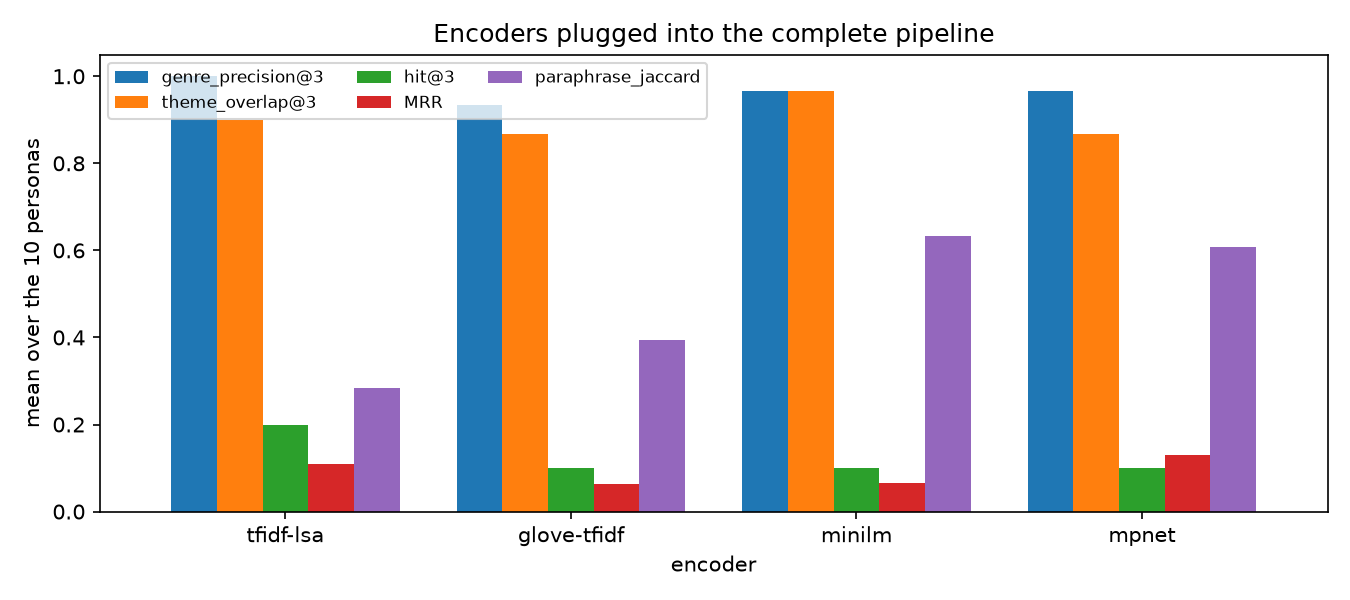 Encoders plugged into the complete pipeline
genre_precision@3 hit@3 paraphrase_jaccard
theme_overlap@3 MRR
mean over the 10 personas
1.0
0.8
0.6
0.4
0.2
0.0
tfidf-lsa glove-tfidf minilm mpnet
encoder